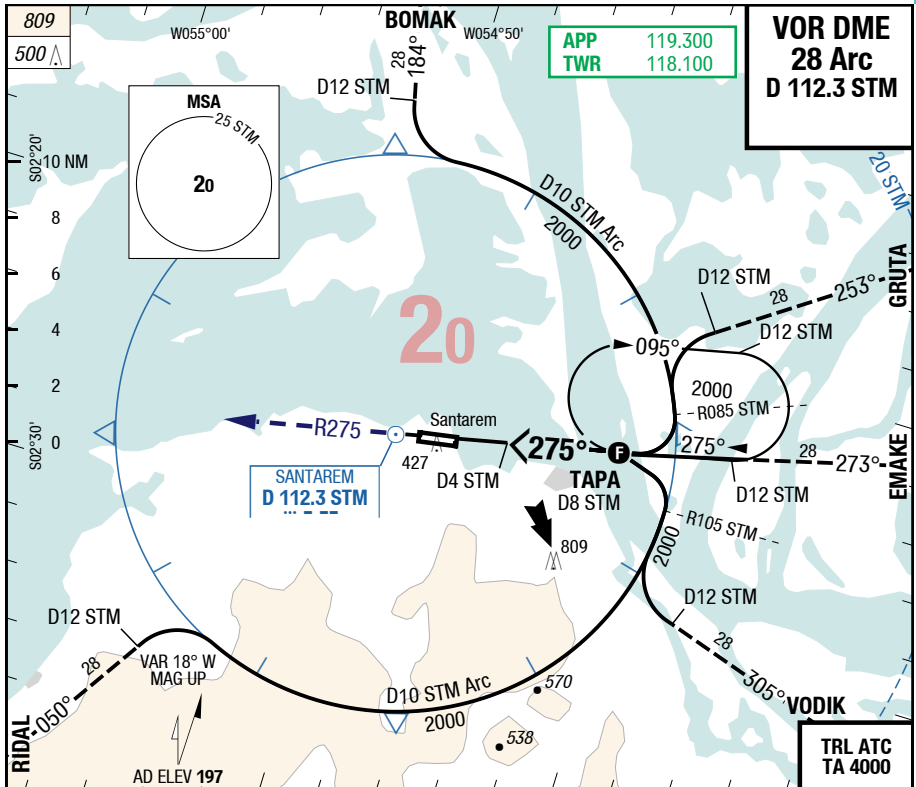 809
500
W055°00'
BOMAK
W054°50'
APP 119.300
TWR 118.100
VOR DME
28 Arc
D 112.3 STM
28
184°
D12 STM
MSA
25 STM
20
S02°20'
10 NM
8
6
4
2
0
S02°30'
20 STM
D10 STM Arc
2000
GRUTA
253°
28
D12 STM
D12 STM
20
095°
2000
R085 STM
R275
Santarem
427
D4 STM
275°
F
TAPA
D8 STM
275°
28
273°
EMAKE
D12 STM
SANTAREM
D 112.3 STM
809
R105 STM
2000
D12 STM
28
305°
VODIK
D12 STM
28
050°
RIDAL
VAR 18° W
MAG UP
D10 STM Arc
2000
570
538
AD ELEV 197
TRL ATC
TA 4000